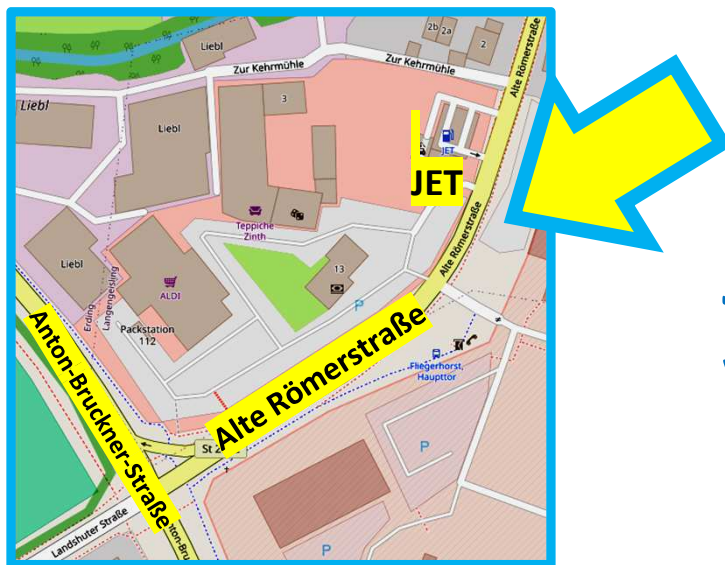 Liebl
2b
2a
2
Zur Kehrmühle
Zur Kehrmühle
Alte Römerstraße
Liebl
3
Liebl
JET
JET
Teppiche
Zinth
Alte Römerstraße
Liebl
13
ALDI
Erding
Langengeisling
P
Packstation
112
Anton-Bruckner-Straße
Alte Römerstraße
Fliegerhorst,
Haupttor
St 2
P
Landshuter Straße
P